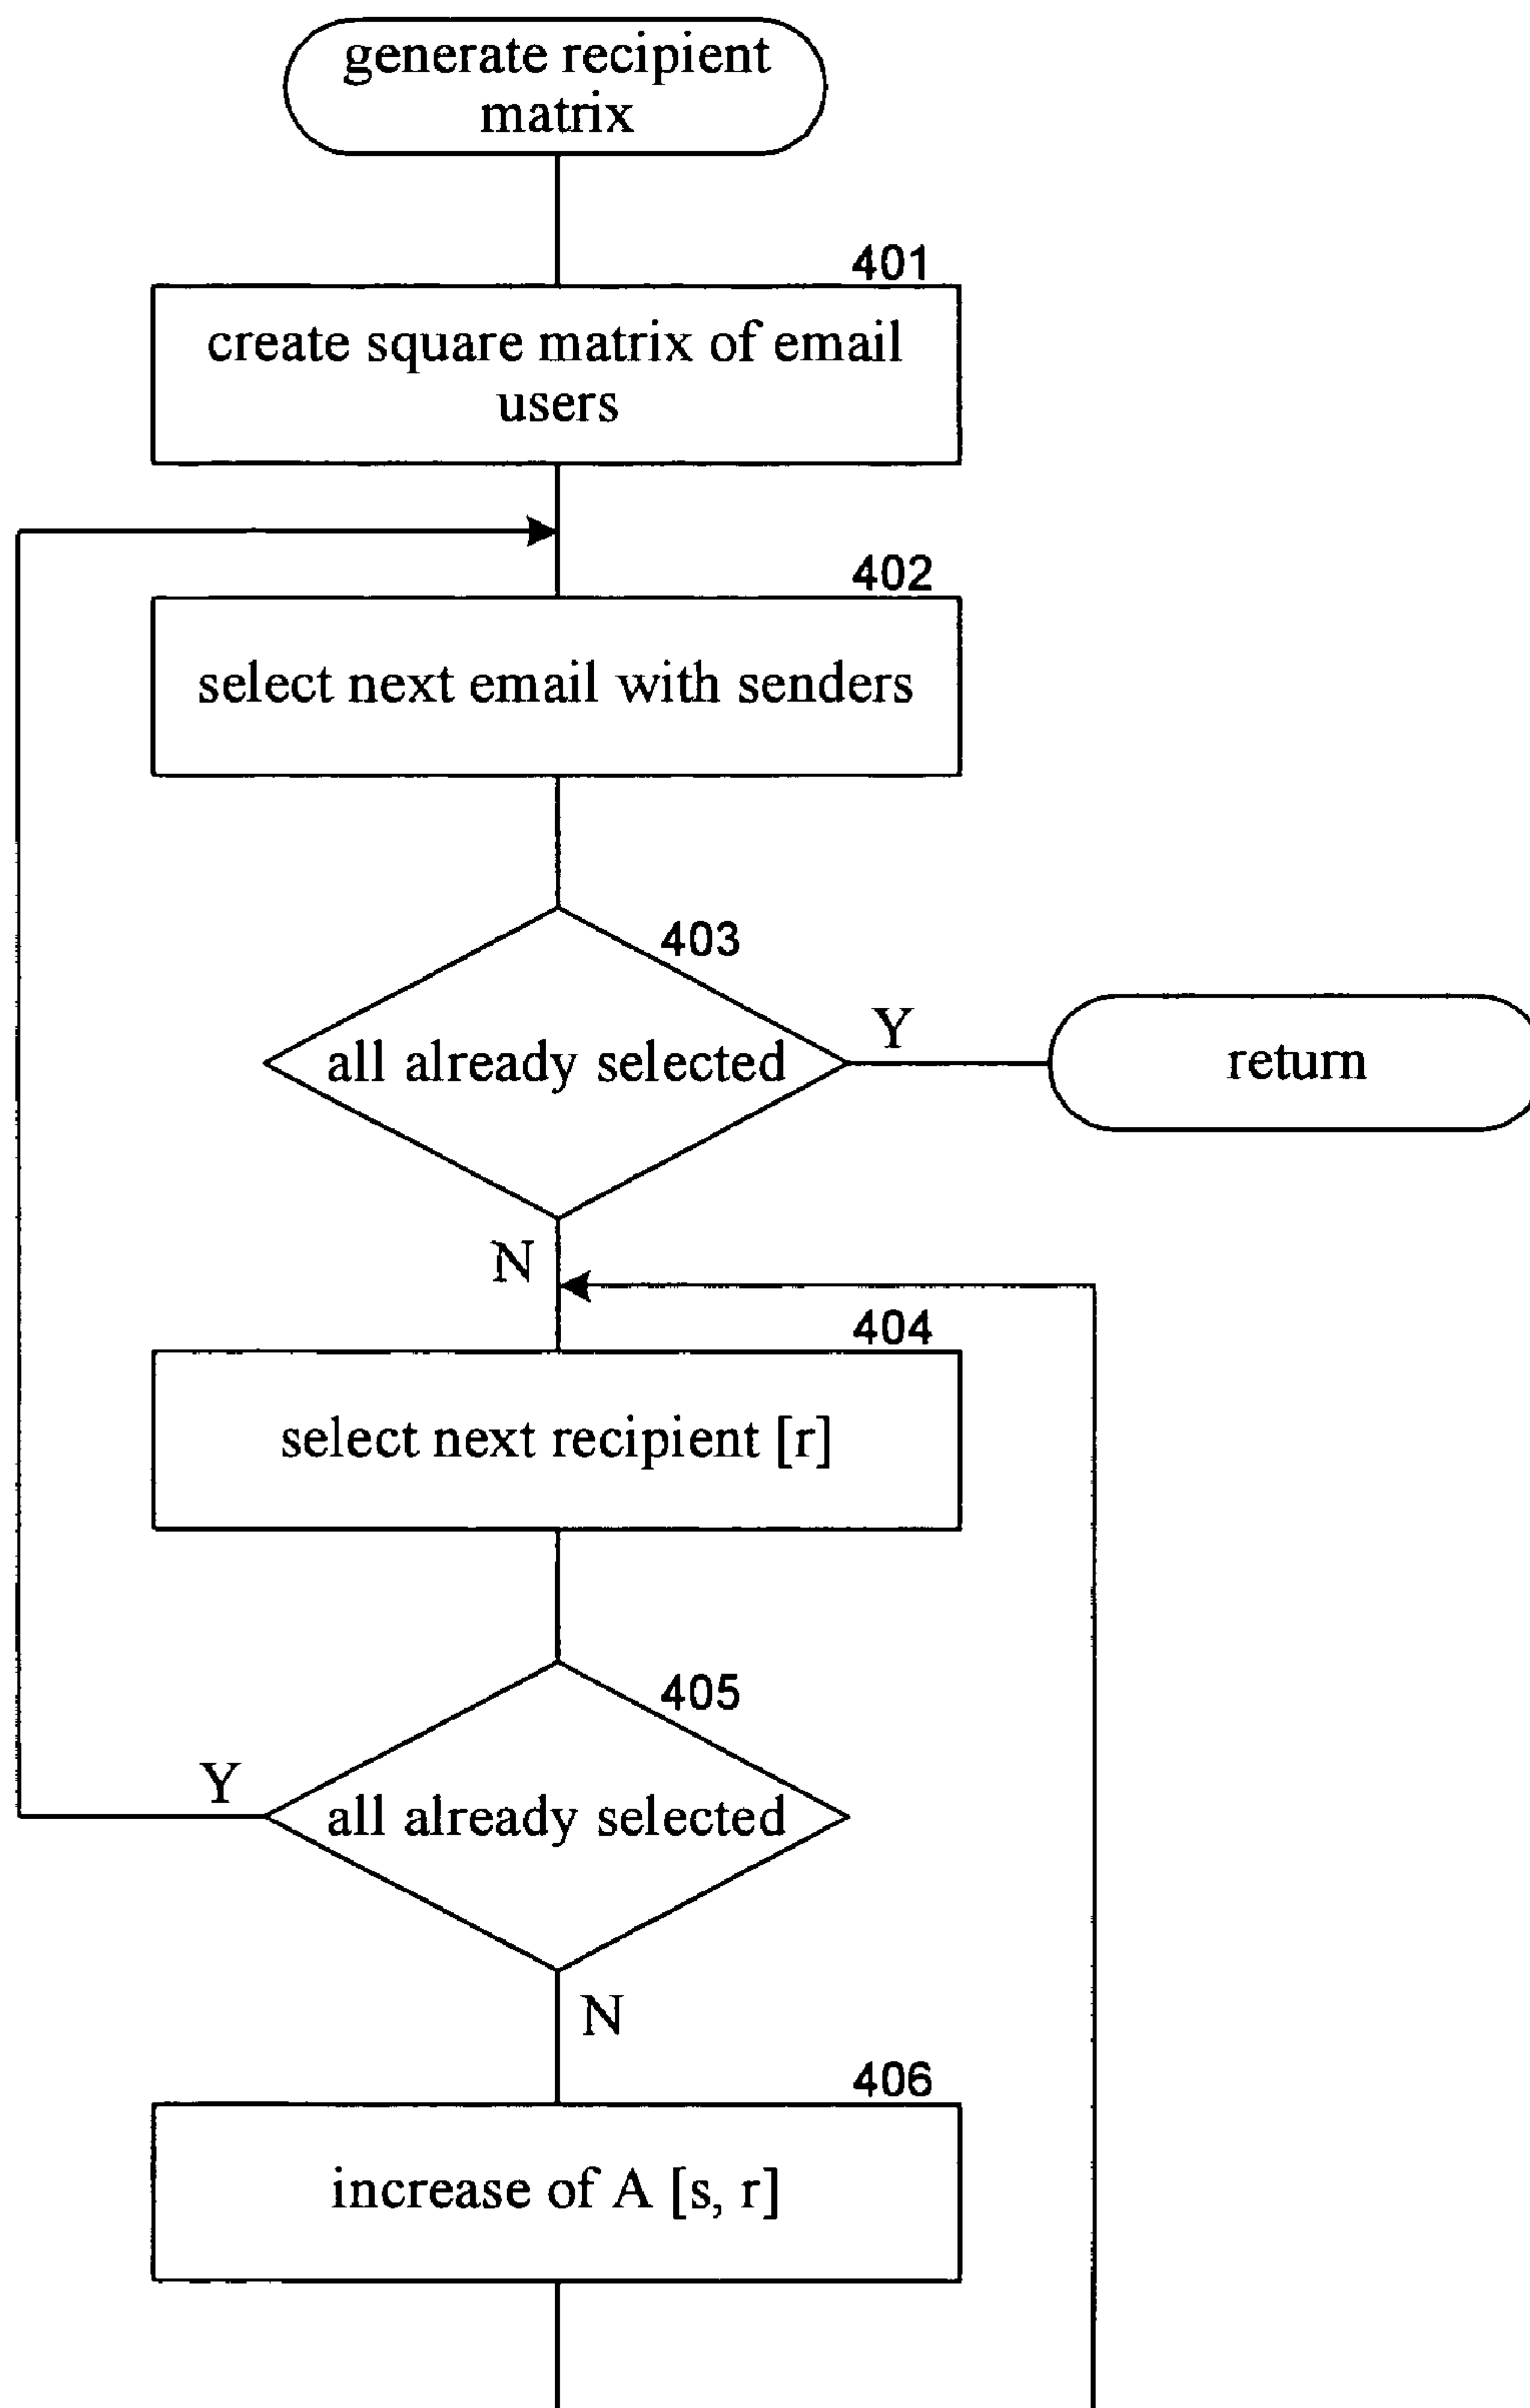 generate recipient
matrix
401
create square matrix of email
users
402
select next email with senders
403
all already selected
Y
return
N
404
select next recipient [r]
405
Y
all already selected
N
406
increase of A [s, r]